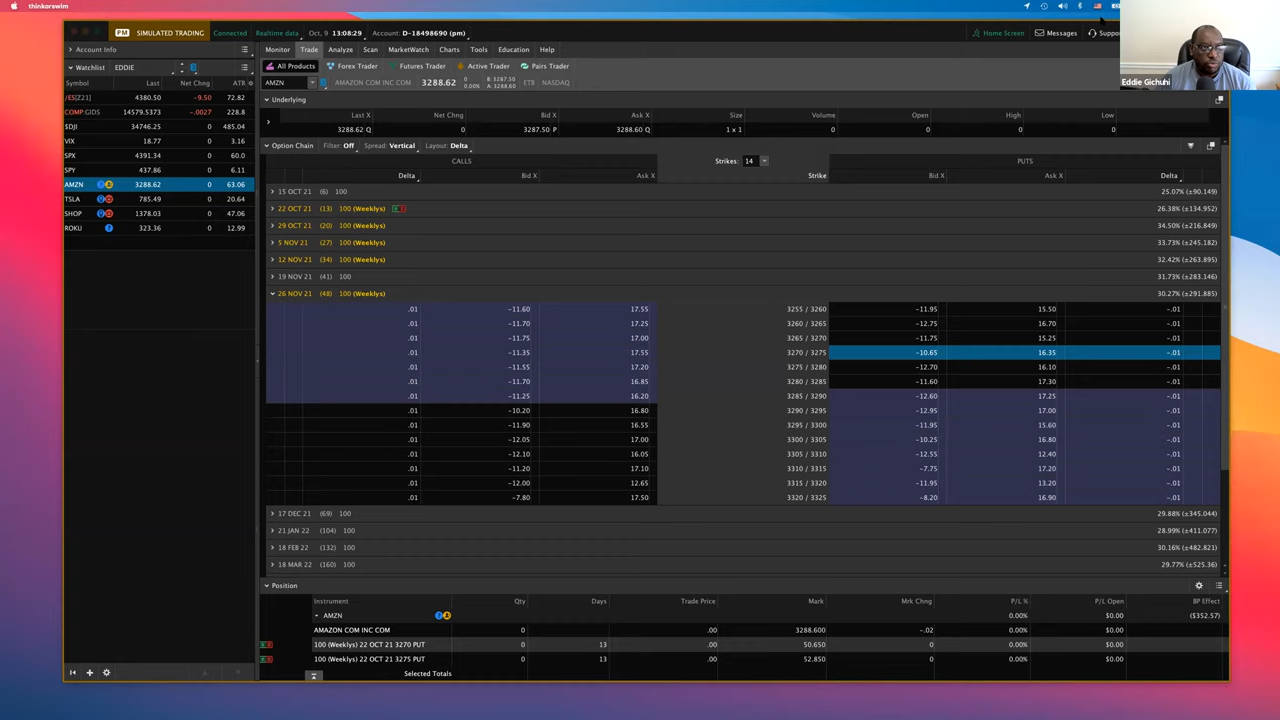 thinkorswim
PM SIMULATED TRADING Connected Realtime data Oct, 9 13:08:29 Account: D-18498690 (pm) Home Screen Messages Suppo
Eddie Gichuhi
Account Info
Monitor Trade Analyze Scan MarketWatch Charts Tools Education Help
Watchlist EDDIE
All Products Forex Trader Futures Trader Active Trader Pairs Trader
Symbol Last Net Chng ATR
AMZN AMAZON COM INC COM 3288.62 0 0.00% B: 3287.50 A: 3288.60 NASDAQ
/ES[Z21] 4380.50 -9.50 72.82
COMP:GIDS 14579.5373 -.0027 228.8
$DJI 34746.25 0 485.04
VIX 18.77 0 3.16
SPX 4391.34 0 60.0
SPY 437.86 0 6.11
AMZN 3288.62 0 63.06
TSLA 785.49 0 20.64
SHOP 1378.03 0 47.06
ROKU 323.36 0 12.99
Underlying
Last X Net Chng Bid X Ask X Size Volume Open High Low
3288.62 Q 0 3287.50 P 3288.60 Q 1 x 1 0 0 0 0
Option Chain Filter: Off Spread: Vertical Layout: Delta
CALLS Strikes: 14 PUTS
Delta Bid X Ask X Strike Bid X Ask X Delta
15 OCT 21 (6) 100 25.07% (±90.149)
22 OCT 21 (13) 100 (Weeklys) 26.38% (±134.952)
29 OCT 21 (20) 100 (Weeklys) 34.50% (±216.849)
5 NOV 21 (27) 100 (Weeklys) 33.73% (±245.182)
12 NOV 21 (34) 100 (Weeklys) 32.42% (±263.895)
19 NOV 21 (41) 100 31.73% (±283.146)
26 NOV 21 (48) 100 (Weeklys) 30.27% (±291.885)
.01 -11.60 17.55 3255 / 3260 -11.95 15.50 -.01
.01 -11.70 17.25 3260 / 3265 -12.75 16.70 -.01
.01 -11.75 17.00 3265 / 3270 -11.75 15.25 -.01
.01 -11.35 17.55 3270 / 3275 -10.65 16.35 -.01
.01 -11.55 17.20 3275 / 3280 -12.70 16.10 -.01
.01 -11.70 16.85 3280 / 3285 -11.60 17.30 -.01
.01 -11.25 16.20 3285 / 3290 -12.60 17.25 -.01
.01 -10.20 16.80 3290 / 3295 -12.95 17.00 -.01
.01 -11.90 16.55 3295 / 3300 -11.95 15.60 -.01
.01 -12.05 17.00 3300 / 3305 -10.25 16.80 -.01
.01 -12.10 16.05 3305 / 3310 -12.55 12.40 -.01
.01 -11.20 17.10 3310 / 3315 -7.75 17.20 -.01
.01 -12.00 12.65 3315 / 3320 -11.95 13.20 -.01
.01 -7.80 17.50 3320 / 3325 -8.20 16.90 -.01
17 DEC 21 (69) 100 29.88% (±345.044)
21 JAN 22 (104) 100 28.99% (±411.077)
18 FEB 22 (132) 100 30.16% (±482.821)
18 MAR 22 (160) 100 29.77% (±525.36)
Position
Instrument Qty Days Trade Price Mark Mrk Chng P/L % P/L Open BP Effect
AMZN 0.00% $0.00 ($352.57)
AMAZON COM INC COM 0 .00 3288.600 -.02 0.00% $0.00
100 (Weeklys) 22 OCT 21 3270 PUT 0 13 .00 50.650 0 0.00% $0.00
100 (Weeklys) 22 OCT 21 3275 PUT 0 13 .00 52.850 0 0.00% $0.00
Selected Totals